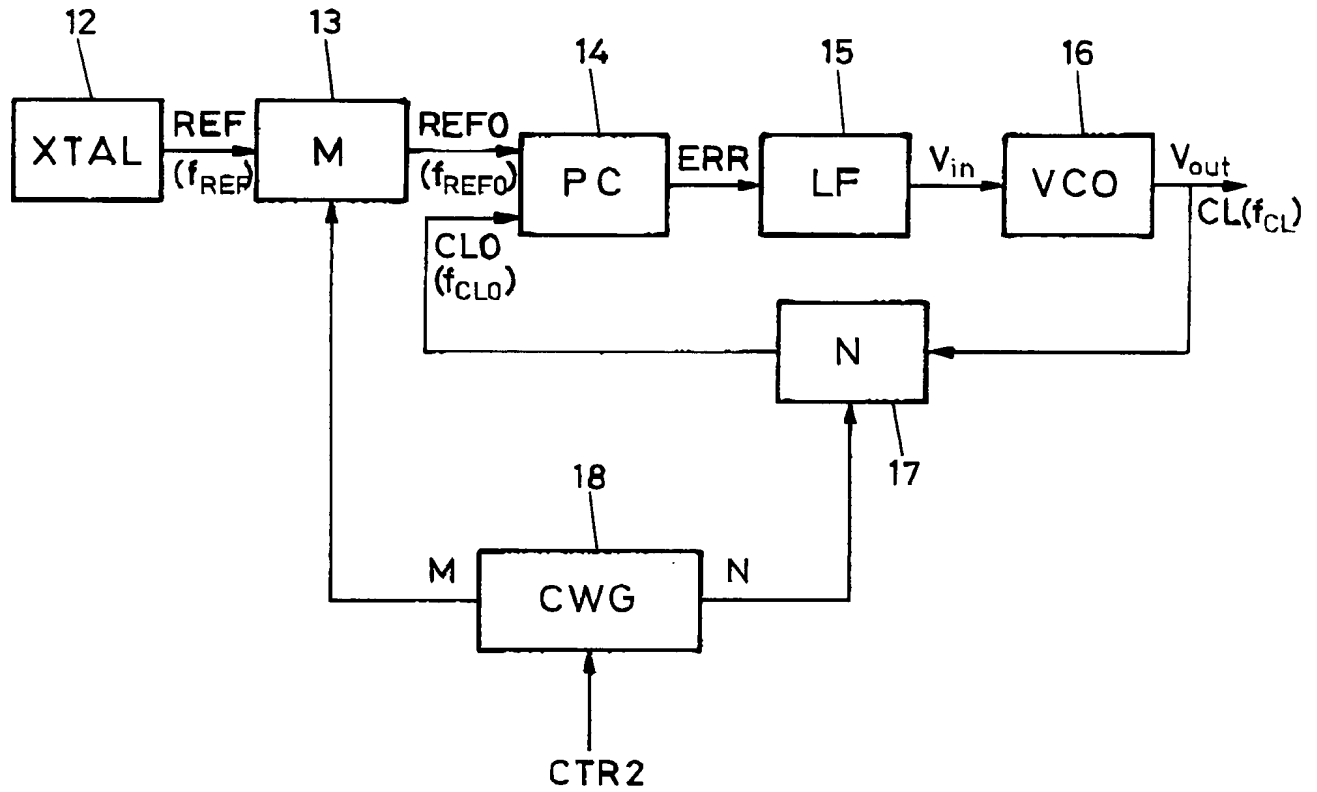 12
13
14
15
16
XTAL
REF
(fREF)
M
REF0
(fREF0)
PC
ERR
LF
Vin
VCO
Vout
CL(fCL)
CL0
(fCL0)
N
17
18
M
CWG
N
CTR2